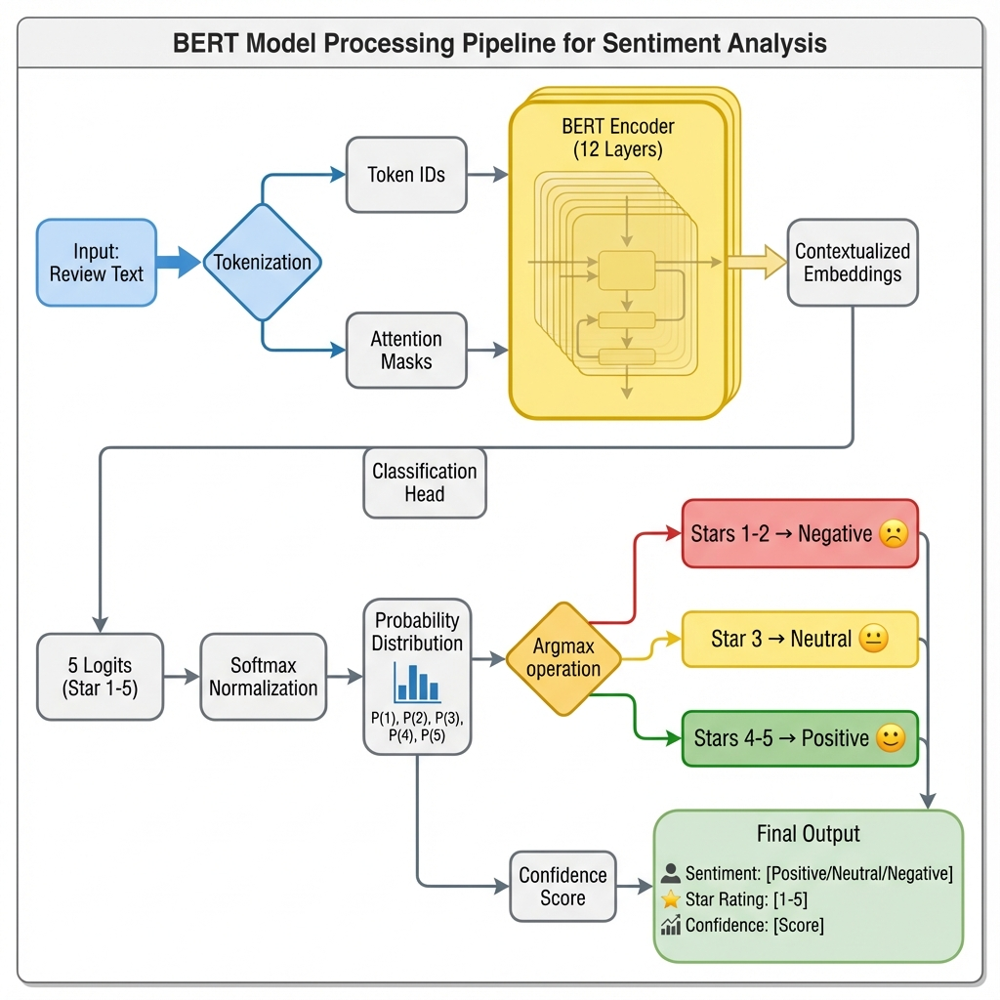 BERT Model Processing Pipeline for Sentiment Analysis
Input:
Review Text
Tokenization
Token IDs
Attention
Masks
BERT Encoder
(12 Layers)
Contextualized
Embeddings
Classification
Head
5 Logits
(Star 1-5)
Softmax
Normalization
Probability
Distribution
P(1), P(2), P(3),
P(4), P(5)
Argmax
operation
Stars 1-2 → Negative
Star 3 → Neutral
Stars 4-5 → Positive
Confidence
Score
Final Output
Sentiment: [Positive/Neutral/Negative]
Star Rating: [1-5]
Confidence: [Score]